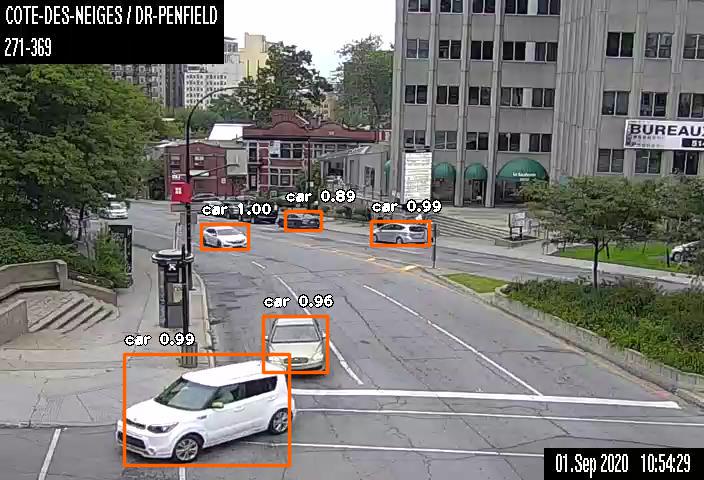 COTE-DES-NEIGES / DR-PENFIELD
271-369
car 1.00
car 0.89
car 0.99
BUREAUX
car 0.96
car 0.99
01.Sep 2020 10:54:29